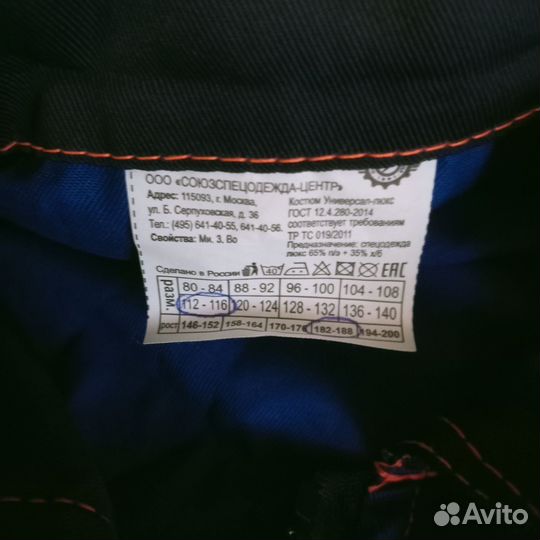 ООО «СОЮЗСПЕЦОДЕЖДА-ЦЕНТР»
Адрес: 115093, г. Москва,
ул. Б. Серпуховская, д. 36
Тел.: (495) 641-40-55, 641-40-56.
Свойства: Ми, З, Во
Костюм Универсал-люкс
ГОСТ 12.4.280-2014
соответствует требованиям
ТР ТС 019/2011
Предназначение: спецодежда
люкс 65% п/э + 35% х/б
Сделано в России 40 EAC
разм. 80 - 84 88 - 92 96 - 100 104 - 108
112 - 116 120 - 124 128 - 132 136 - 140
рост 146-152 158-164 170-176 182-188 194-200
Avito